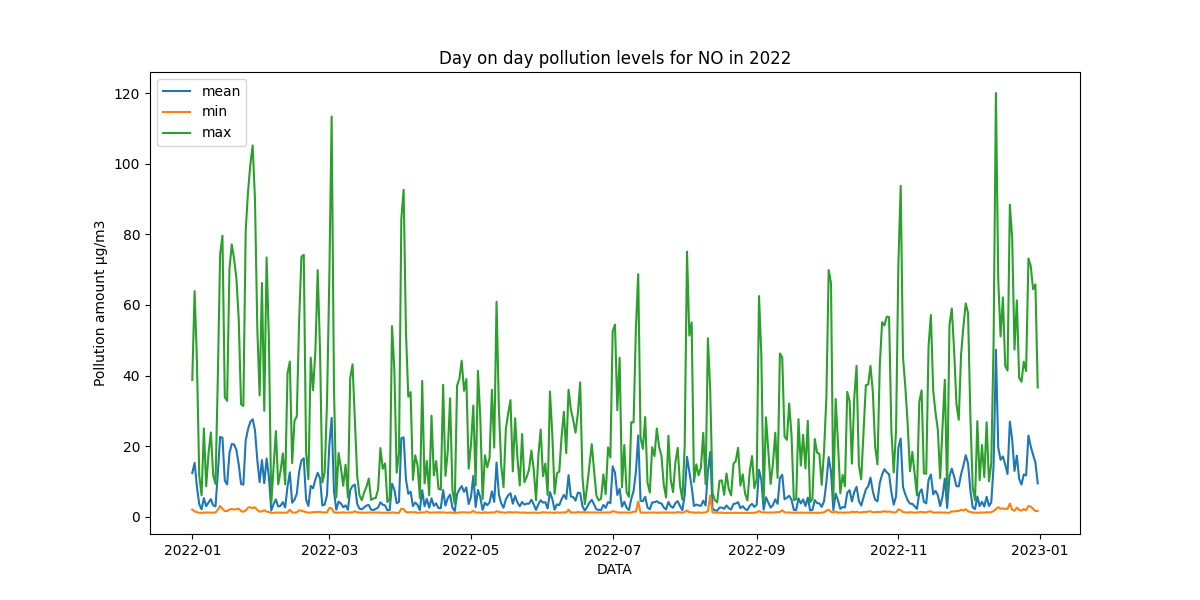 Day on day pollution levels for NO in 2022
mean
min
max
120
100
80
60
40
20
0
Pollution amount µg/m3
2022-01 2022-03 2022-05 2022-07 2022-09 2022-11 2023-01
DATA